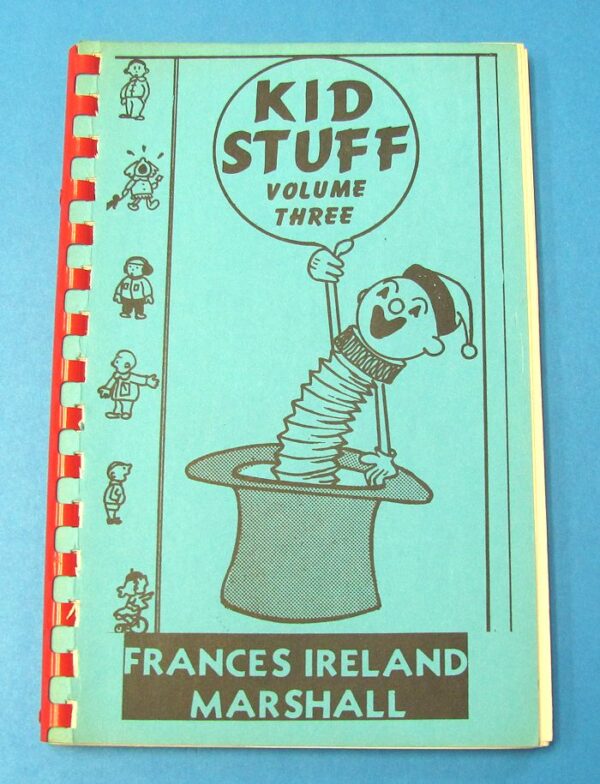 KID
STUFF
VOLUME
THREE
FRANCES IRELAND
MARSHALL